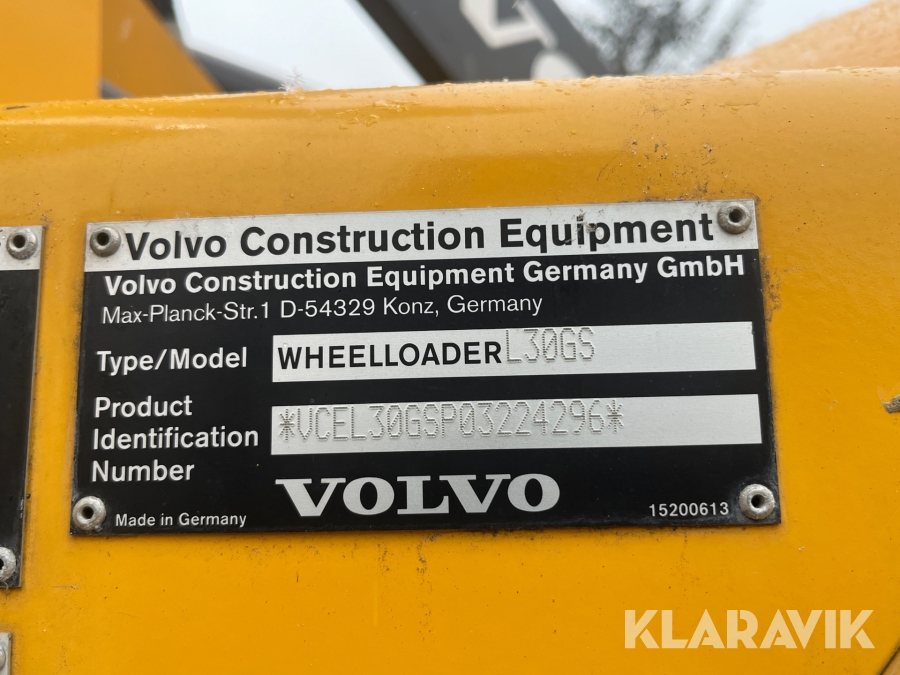 Volvo Construction Equipment
Volvo Construction Equipment Germany GmbH
Max-Planck-Str.1 D-54329 Konz, Germany
Type/Model WHEELLOADER L30GS
Product
Identification
Number
*VCEL30GSP03224296*
VOLVO
Made in Germany
15200613
KLARAVIK